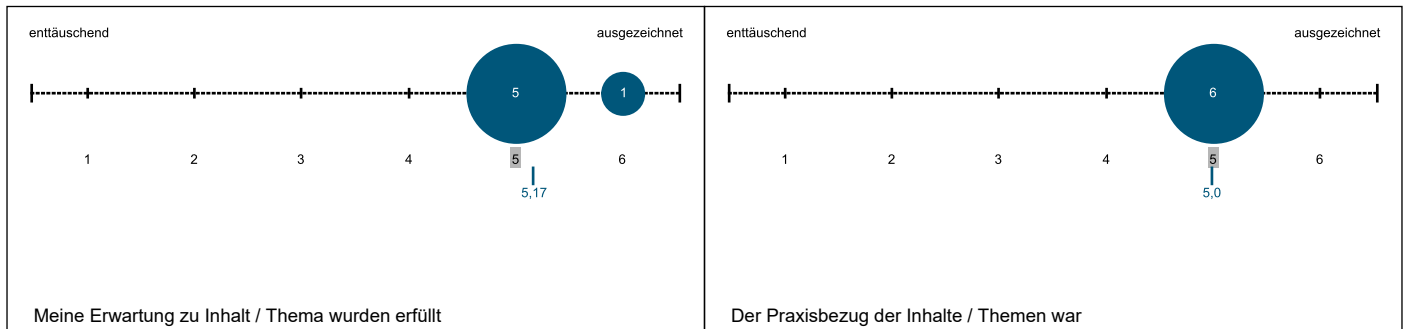 enttäuschend ausgezeichnet
5 1
1 2 3 4 5 6
5,17
Meine Erwartung zu Inhalt / Thema wurden erfüllt
enttäuschend ausgezeichnet
6
1 2 3 4 5 6
5,0
Der Praxisbezug der Inhalte / Themen war